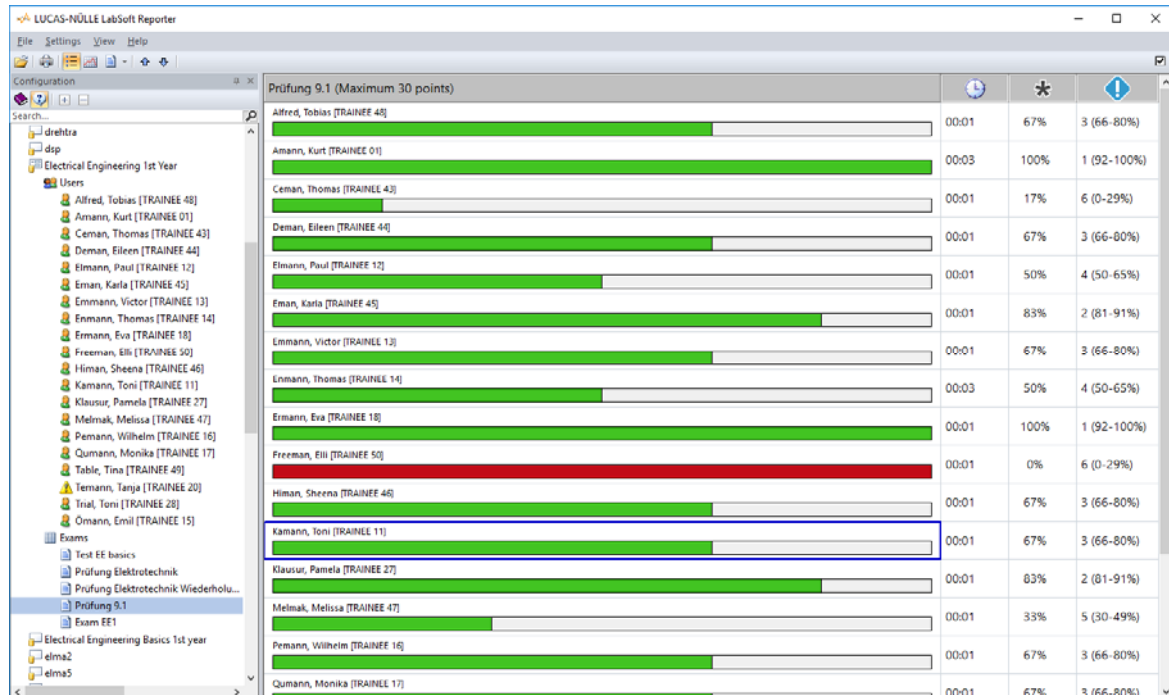 LUCAS-NÜLLE LabSoft Reporter
File Settings View Help
Configuration
Search...
drehtra
dsp
Electrical Engineering 1st Year
Users
Alfred, Tobias [TRAINEE 48]
Amann, Kurt [TRAINEE 01]
Ceman, Thomas [TRAINEE 43]
Deman, Eileen [TRAINEE 44]
Elmann, Paul [TRAINEE 12]
Eman, Karla [TRAINEE 45]
Emmann, Victor [TRAINEE 13]
Enmann, Thomas [TRAINEE 14]
Ermann, Eva [TRAINEE 18]
Freeman, Elli [TRAINEE 50]
Himan, Sheena [TRAINEE 46]
Kamann, Toni [TRAINEE 11]
Klausur, Pamela [TRAINEE 27]
Melmak, Melissa [TRAINEE 47]
Pemann, Wilhelm [TRAINEE 16]
Qumann, Monika [TRAINEE 17]
Table, Tina [TRAINEE 49]
Temann, Tanja [TRAINEE 20]
Trial, Toni [TRAINEE 28]
Ömann, Emil [TRAINEE 15]
Exams
Test EE basics
Prüfung Elektrotechnik
Prüfung Elektrotechnik Wiederholu...
Prüfung 9.1
Exam EE1
Electrical Engineering Basics 1st year
elma2
elma5
Prüfung 9.1 (Maximum 30 points)
Alfred, Tobias [TRAINEE 48]
00:01 67% 3 (66-80%)
Amann, Kurt [TRAINEE 01]
00:03 100% 1 (92-100%)
Ceman, Thomas [TRAINEE 43]
00:01 17% 6 (0-29%)
Deman, Eileen [TRAINEE 44]
00:01 67% 3 (66-80%)
Elmann, Paul [TRAINEE 12]
00:01 50% 4 (50-65%)
Eman, Karla [TRAINEE 45]
00:01 83% 2 (81-91%)
Emmann, Victor [TRAINEE 13]
00:01 67% 3 (66-80%)
Enmann, Thomas [TRAINEE 14]
00:03 50% 4 (50-65%)
Ermann, Eva [TRAINEE 18]
00:01 100% 1 (92-100%)
Freeman, Elli [TRAINEE 50]
00:01 0% 6 (0-29%)
Himan, Sheena [TRAINEE 46]
00:01 67% 3 (66-80%)
Kamann, Toni [TRAINEE 11]
00:01 67% 3 (66-80%)
Klausur, Pamela [TRAINEE 27]
00:01 83% 2 (81-91%)
Melmak, Melissa [TRAINEE 47]
00:01 33% 5 (30-49%)
Pemann, Wilhelm [TRAINEE 16]
00:01 67% 3 (66-80%)
Qumann, Monika [TRAINEE 17]
00:01 67% 3 (66-80%)